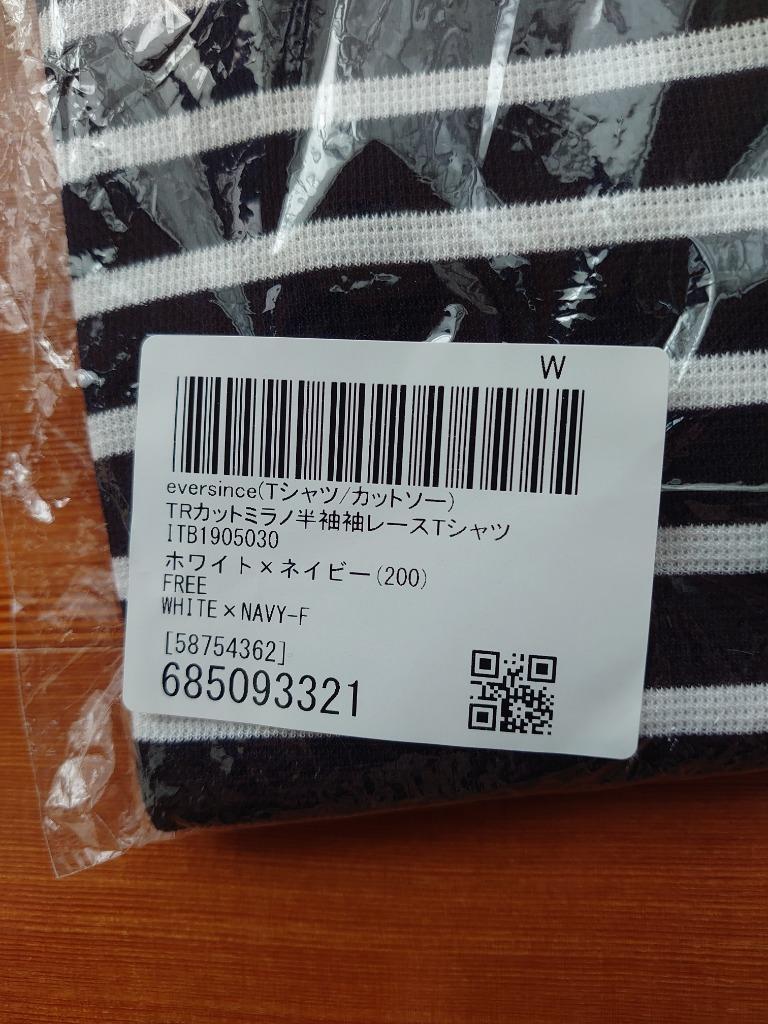 W
eversince(Tシャツ/カットソー)
TRカットミラノ半袖袖レースTシャツ
ITB1905030
ホワイト×ネイビー(200)
FREE
WHITE×NAVY-F
[58754362]
685093321